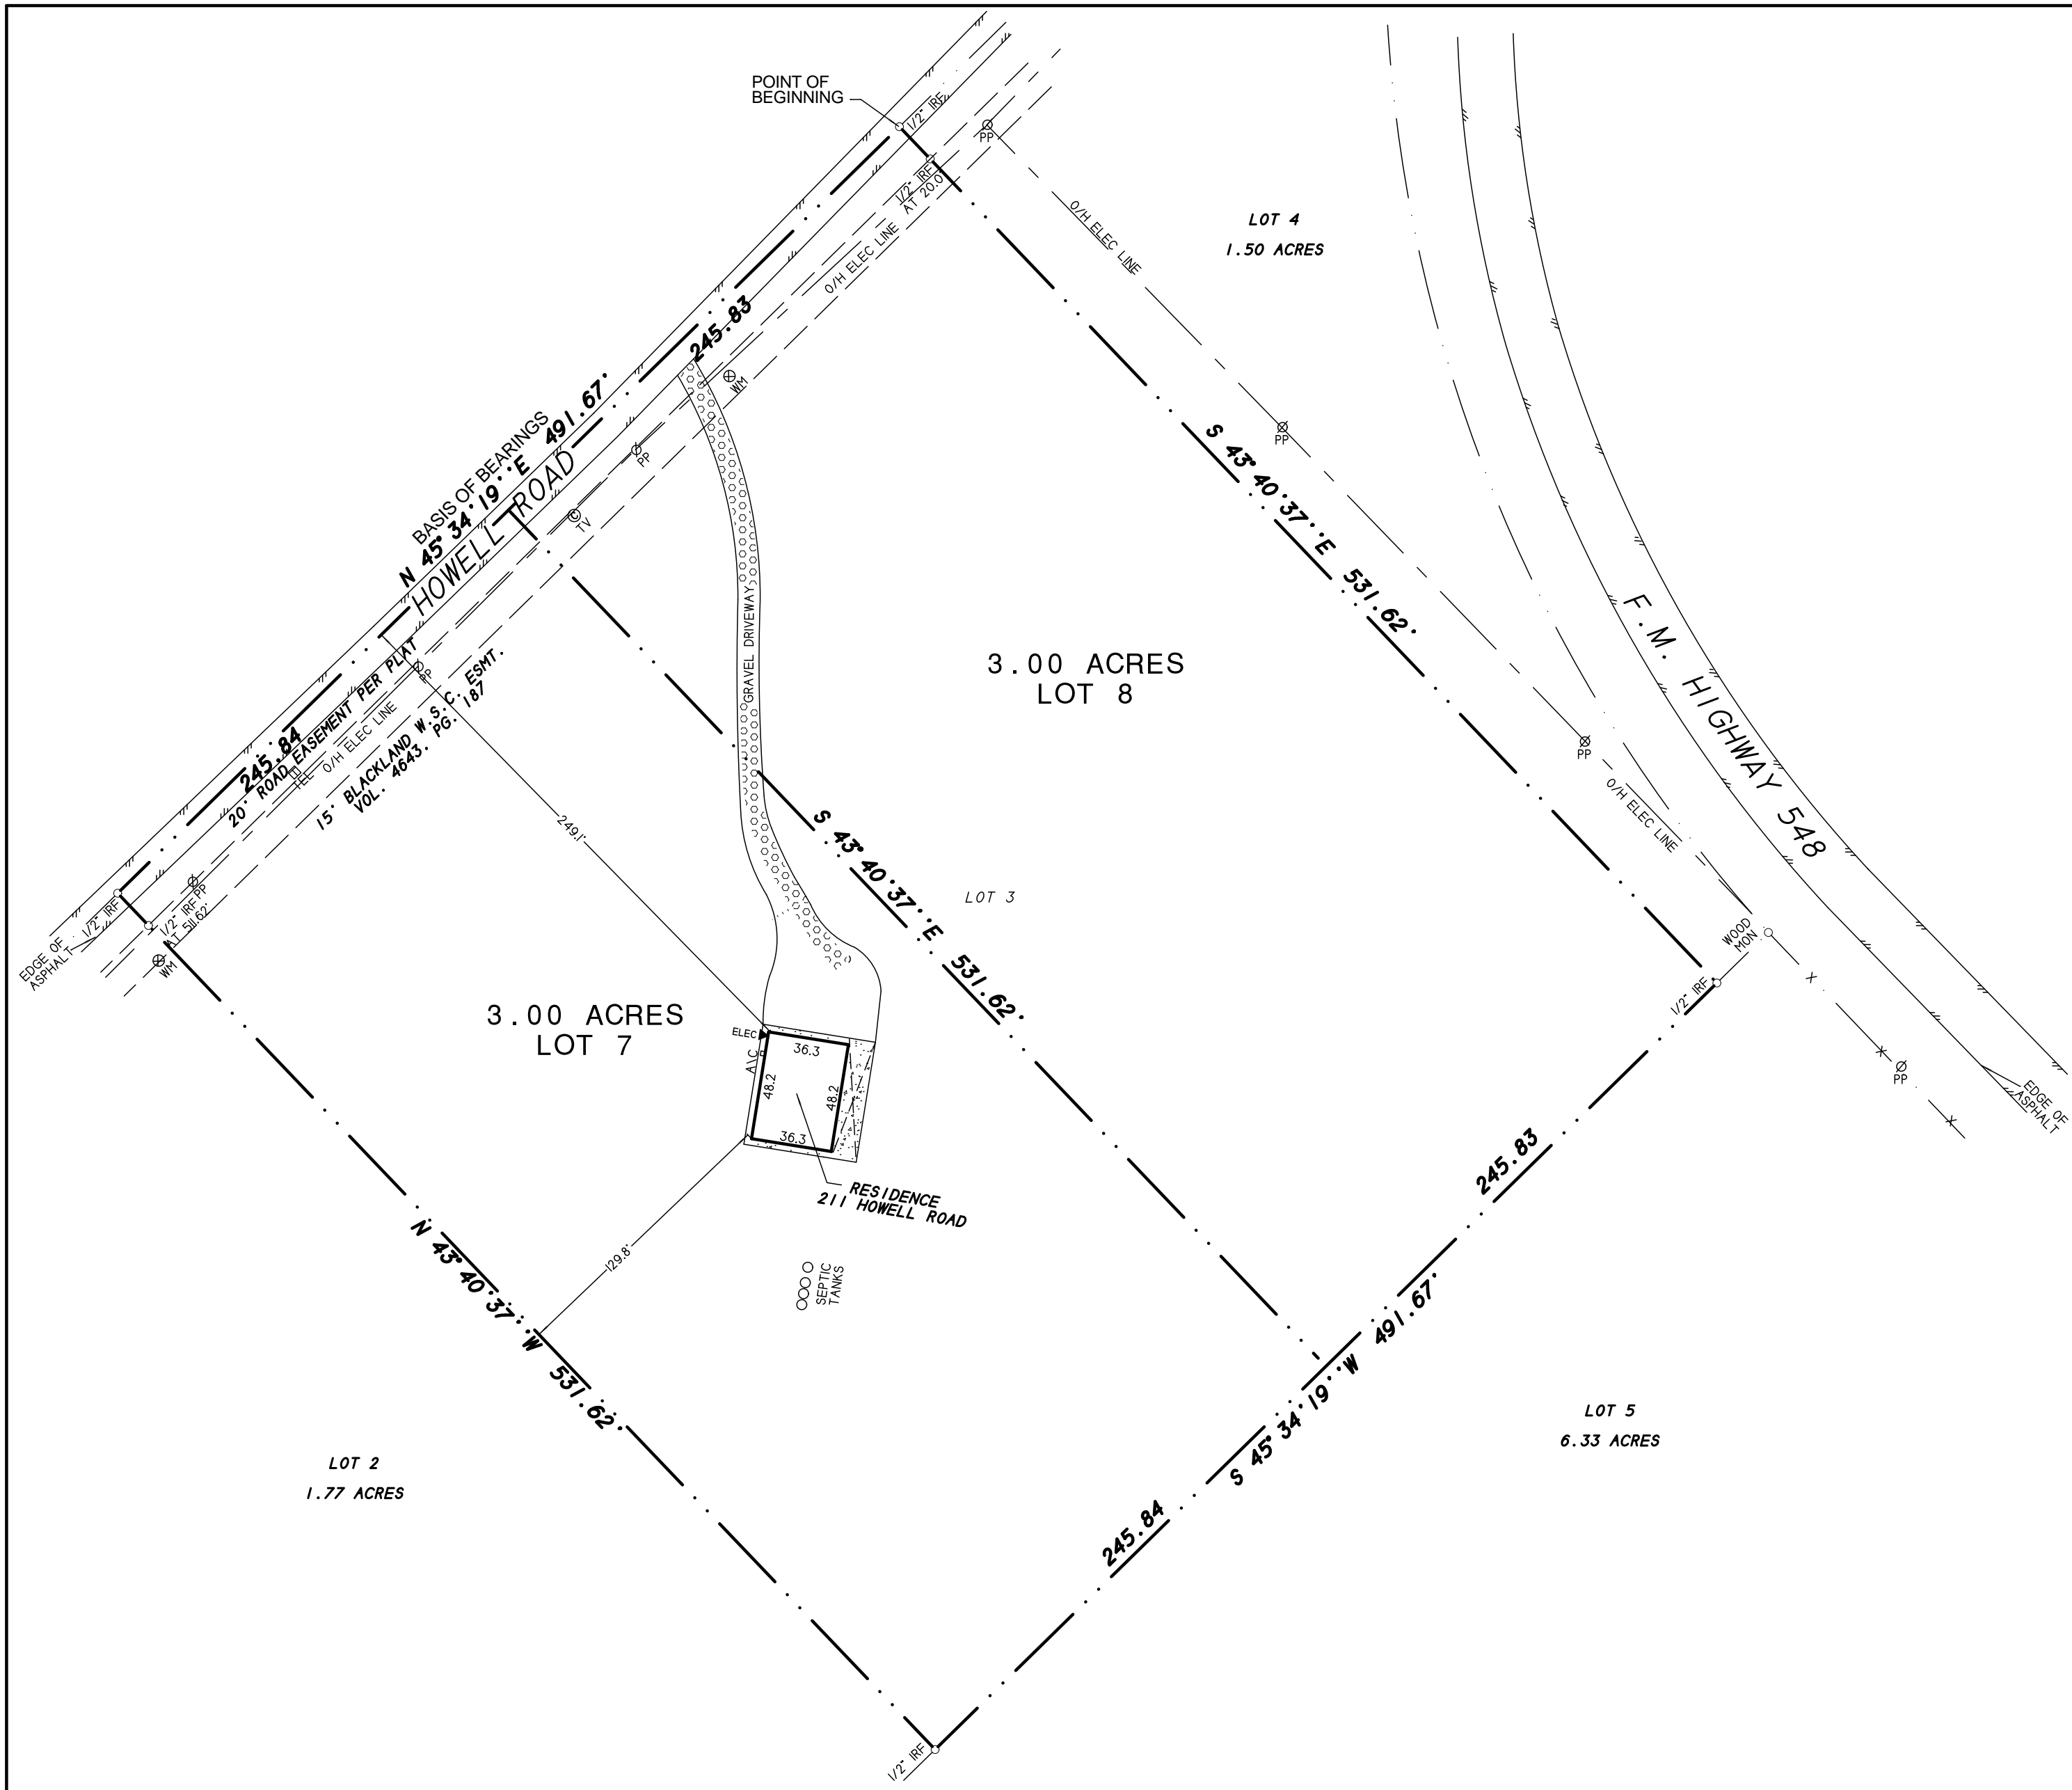 POINT OF
BEGINNING
1/2" IRF
1/2" IRF
AT 20.0'
PP
O/H ELEC LINE
LOT 4
1.50 ACRES
O/H ELEC LINE
245.83
WM
BASIS OF BEARINGS
N 45°34'19''E 491.67'
HOWELL ROAD
PP
TV
PP
S 43°40'37''E 531.62'
F.M. HIGHWAY 548
3.00 ACRES
LOT 8
GRAVEL DRIVEWAY
PP
245.84
20' ROAD EASEMENT PER PLAT
PP
TEL
O/H ELEC LINE
15' BLACKLAND W.S.C. ESMT.
VOL. 4643, PG. 187
249.1'
PP
O/H ELEC LINE
S 43°40'37''E 531.62'
LOT 3
1/2" IRF
1/2" IRF
AT 511.62'
PP
EDGE OF
ASPHALT
WM
WOOD
MON
1/2" IRF
3.00 ACRES
LOT 7
ELEC
A\C
36.3
48.2
48.2
36.3
PP
EDGE OF
ASPHALT
RESIDENCE
211 HOWELL ROAD
129.8'
SEPTIC
TANKS
245.83
N 43°40'37''W 531.62'
S 45°34'19''W 491.67'
LOT 5
6.33 ACRES
LOT 2
1.77 ACRES
245.84
1/2" IRF